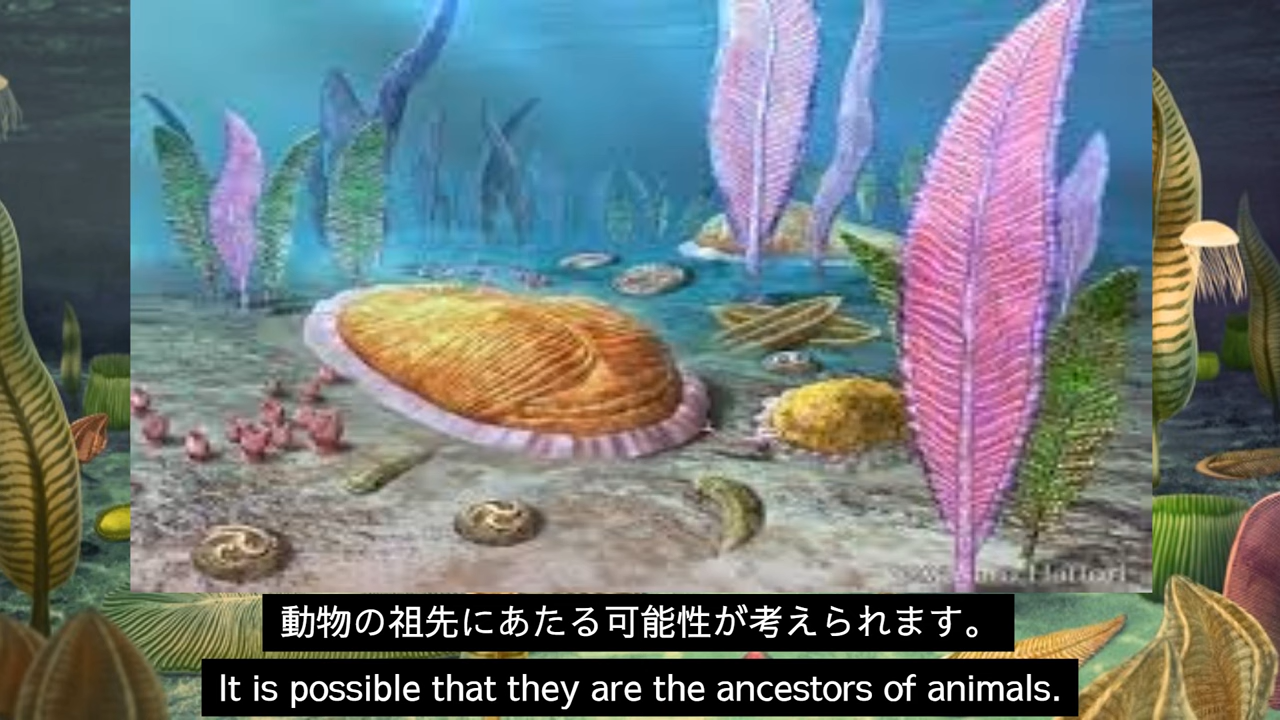 動物の祖先にあたる可能性が考えられます。
It is possible that they are the ancestors of animals.